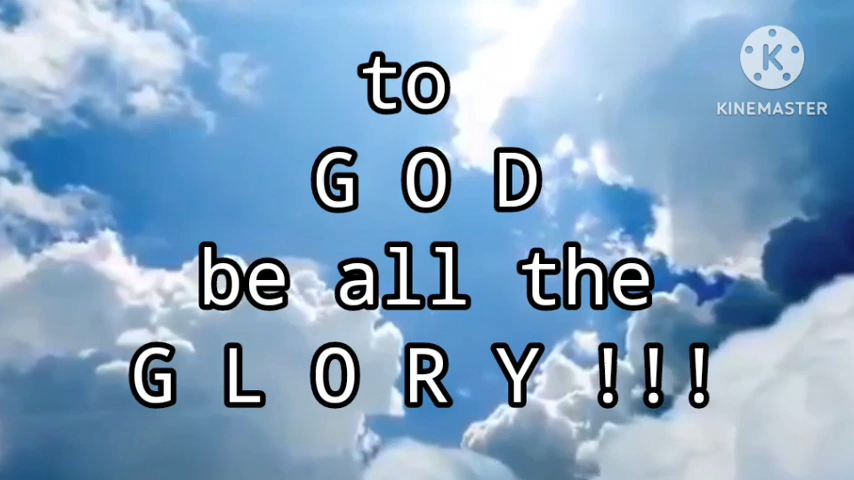 to
G O D
be all the
G L O R Y !!!
K
KINEMASTER